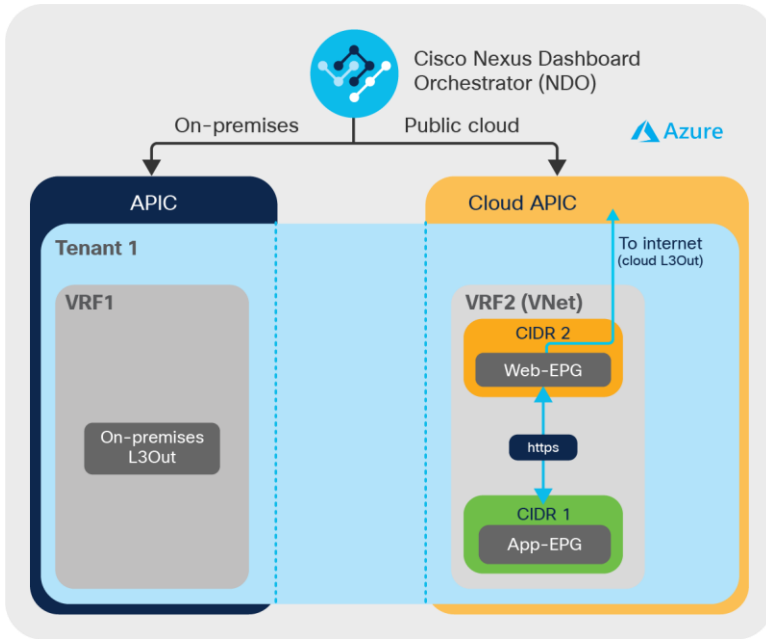 Cisco Nexus Dashboard
Orchestrator (NDO)
On-premises
Public cloud
Azure
APIC
Cloud APIC
Tenant 1
To internet
(cloud L3Out)
VRF1
VRF2 (VNet)
CIDR 2
Web-EPG
On-premises
L3Out
https
CIDR 1
App-EPG